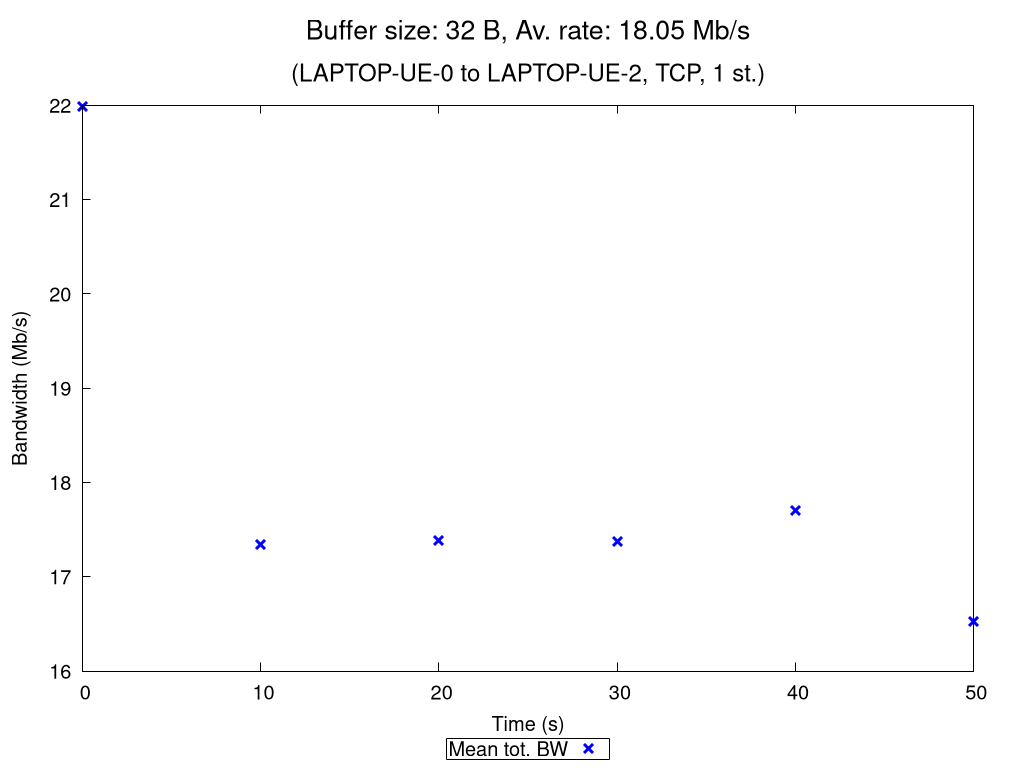 Buffer size: 32 B, Av. rate: 18.05 Mb/s
(LAPTOP-UE-0 to LAPTOP-UE-2, TCP, 1 st.)
22
21
20
19
18
17
16
Bandwidth (Mb/s)
0 10 20 30 40 50
Time (s)
Mean tot. BW